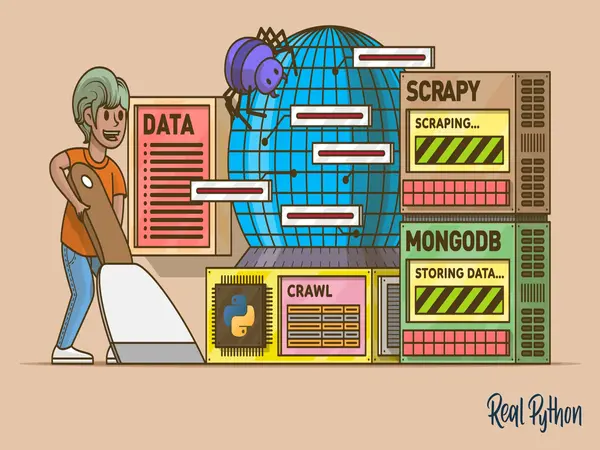 DATA
SCRAPY
SCRAPING...
MONGODB
STORING DATA...
CRAWL
Real Python